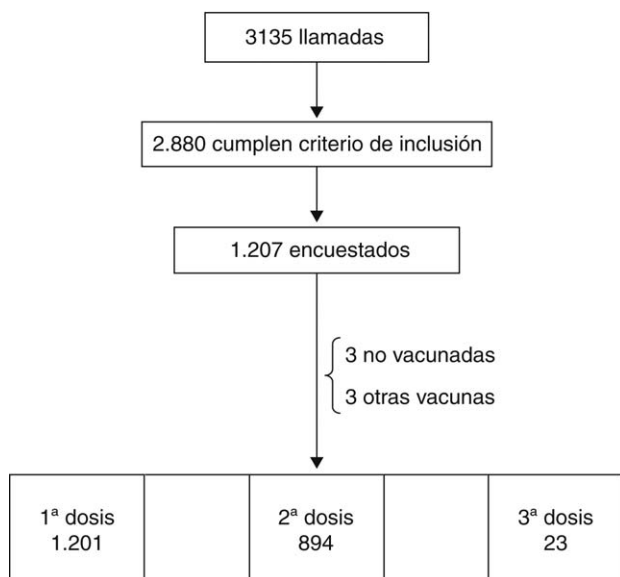 3135 llamadas
2.880 cumplen criterio de inclusión
1.207 encuestados
3 no vacunadas
3 otras vacunas
1ª dosis
1.201
2ª dosis
894
3ª dosis
23